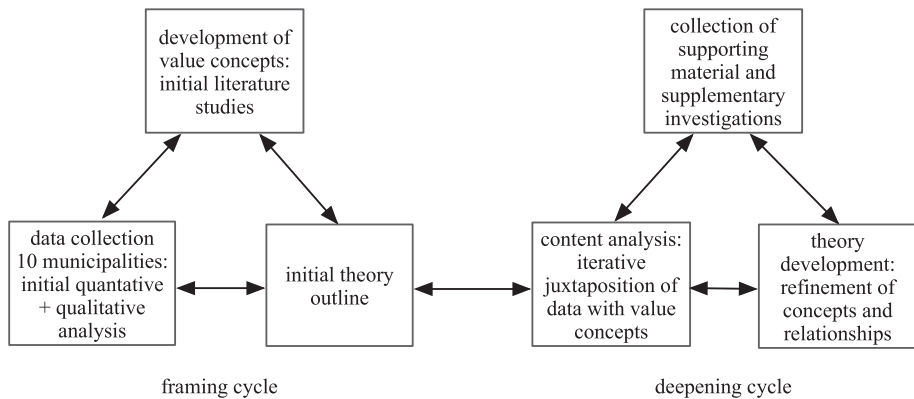 development of
value concepts:
initial literature
studies
collection of
supporting
material and
supplementary
investigations
data collection
10 municipalities:
initial quantative
+ qualitative
analysis
initial theory
outline
content analysis:
iterative
juxtaposition of
data with value
concepts
theory
development:
refinement of
concepts and
relationships
framing cycle
deepening cycle